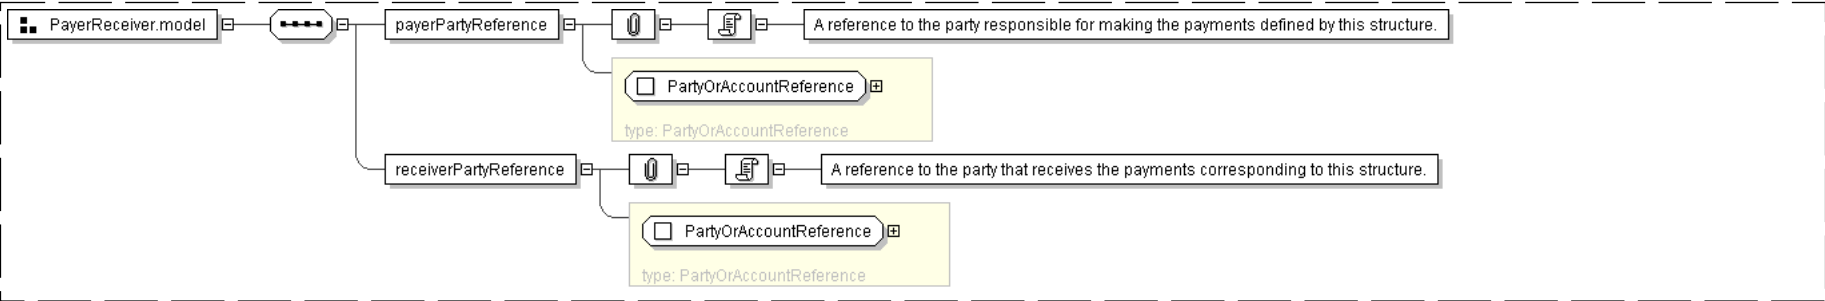 PayerReceiver.model
payerPartyReference
A reference to the party responsible for making the payments defined by this structure.
PartyOrAccountReference
type: PartyOrAccountReference
receiverPartyReference
A reference to the party that receives the payments corresponding to this structure.
PartyOrAccountReference
type: PartyOrAccountReference